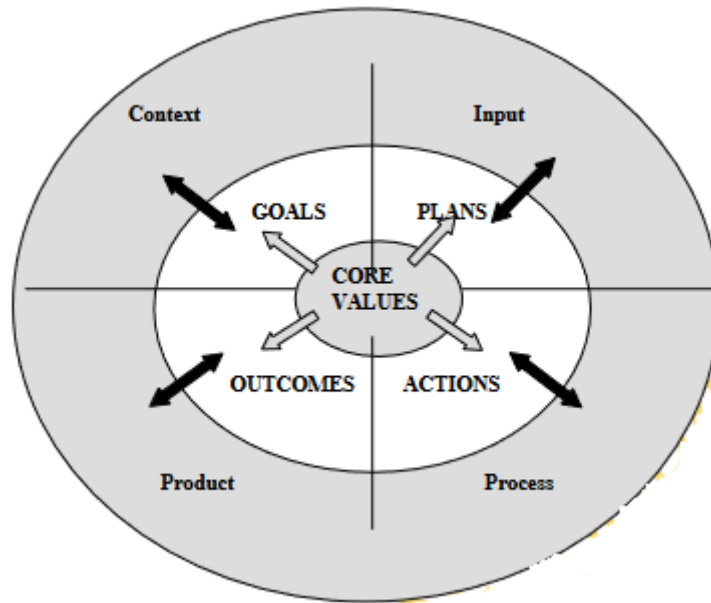 Context
Input
GOALS
PLANS
CORE
VALUES
OUTCOMES
ACTIONS
Product
Process